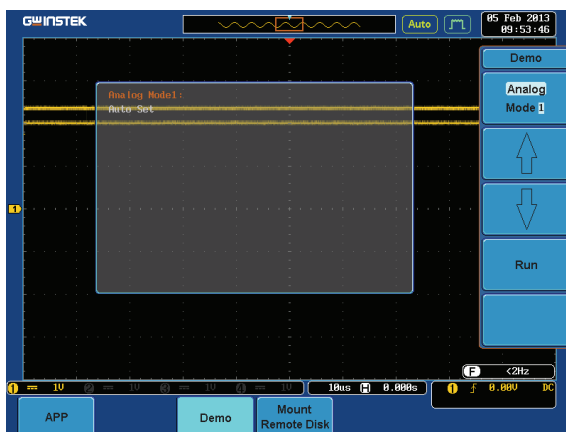 GWINSTEK
Auto
05 Feb 2013
09:53:46
Demo
Analog
Mode 1
Analog Mode1:
Auto Set
1
Run
F <2Hz
1 == 1V 2 == 1V 3 == 1V 4 == 1V 10us H 0.000s 1 0.00V DC
APP
Demo
Mount
Remote Disk